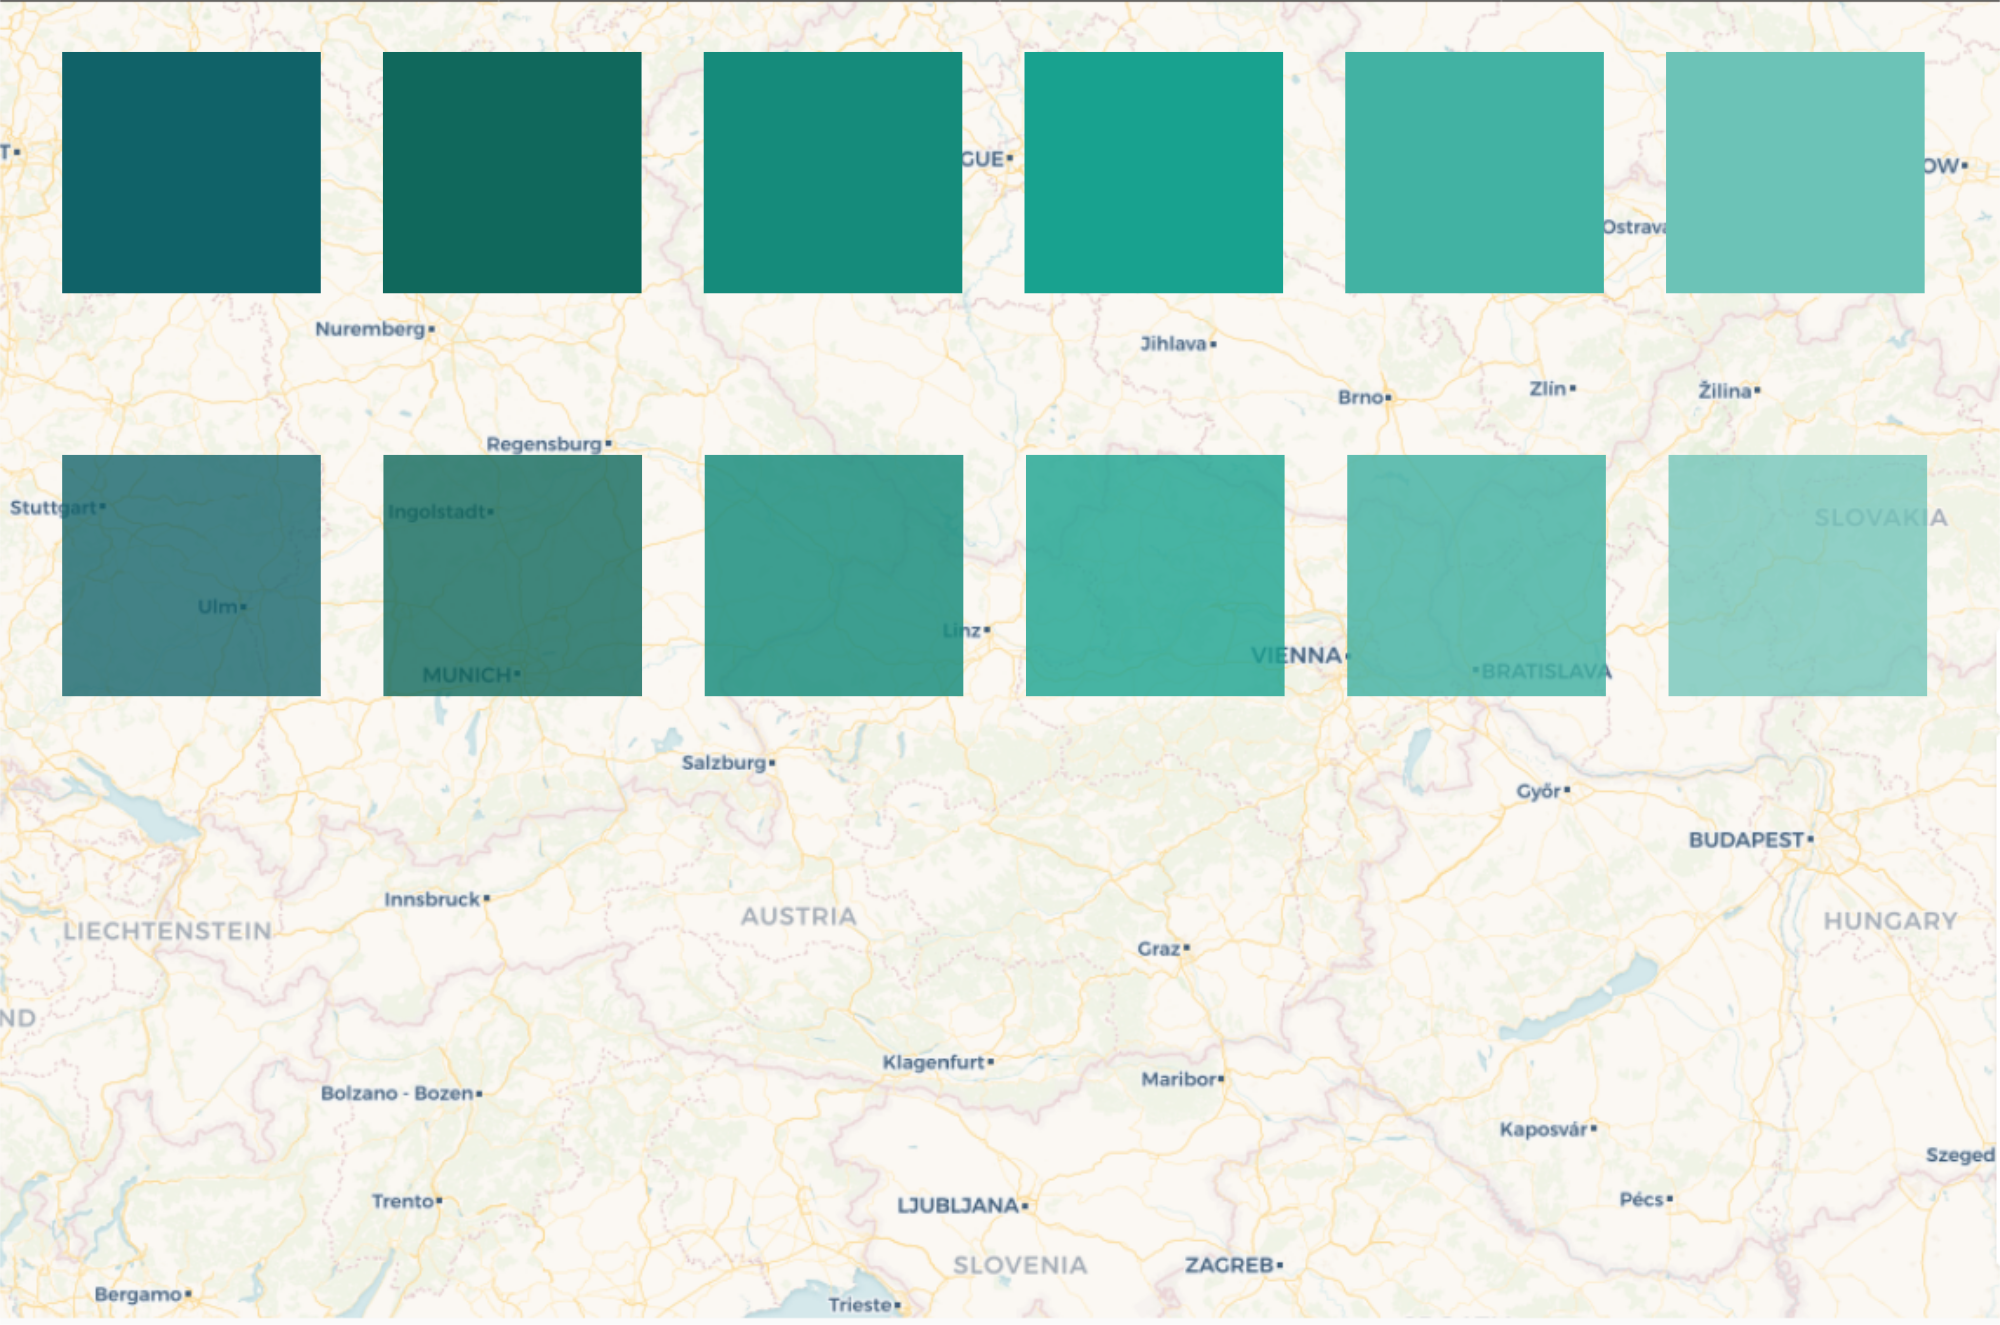 T
GUE
OW
Ostrava
Nuremberg
Jihlava
Zlín
Žilina
Brno
Regensburg
Stuttgart
Ingolstadt
SLOVAKIA
Ulm
Linz
VIENNA
BRATISLAVA
MUNICH
Salzburg
Győr
BUDAPEST
Innsbruck
AUSTRIA
HUNGARY
LIECHTENSTEIN
Graz
ND
Klagenfurt
Maribor
Bolzano - Bozen
Kaposvár
Szeged
Trento
Pécs
LJUBLJANA
SLOVENIA
ZAGREB
Bergamo
Trieste